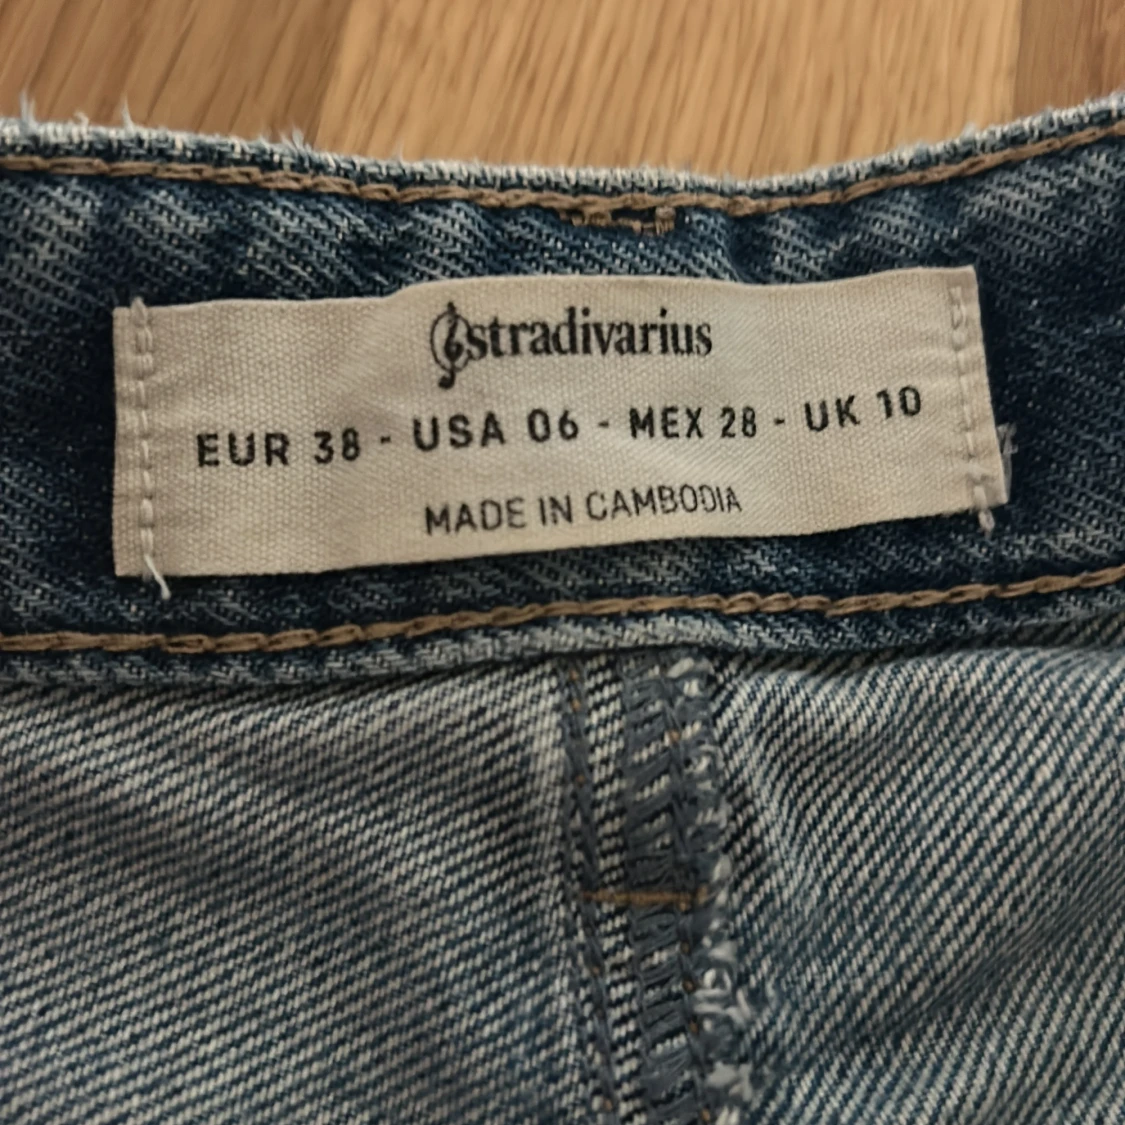 stradivarius
EUR 38 - USA 06 - MEX 28 - UK 10
MADE IN CAMBODIA